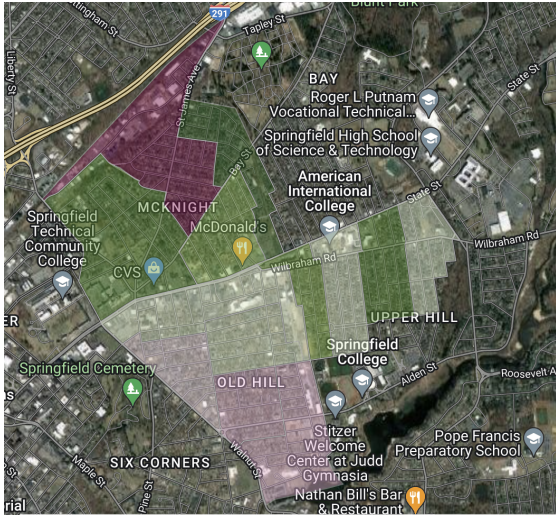 Blunt Park
291
Tapley St
Liberty St
St James Ave
BAY
State St
Roger L Putnam
Vocational Technical...
Springfield High School
of Science & Technology
Bay St
American
International
College
State St
MCKNIGHT
McDonald's
Springfield
Technical
Community
College
CVS
Wilbraham Rd
Wilbraham Rd
UPPER HILL
Springfield
College
Springfield Cemetery
OLD HILL
Alden St
Roosevelt A
Stitzer
Welcome
Center at Judd
Gymnasia
Walnut St
Pope Francis
Preparatory School
SIX CORNERS
Maple St
Pine St
Nathan Bill's Bar
& Restaurant